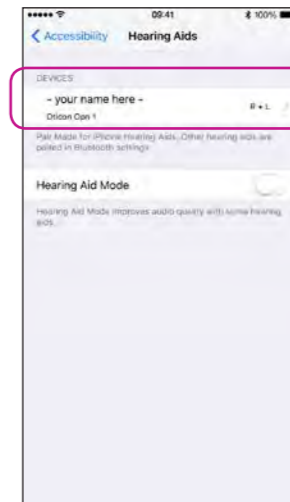 09:41 100%
Accessibility Hearing Aids
DEVICES
- your name here -
R + L
Oticon Opn 1
Pair Made for iPhone Hearing Aids. Other hearing aids are
paired in Bluetooth settings.
Hearing Aid Mode
Hearing Aid Mode improves audio quality with some hearing
aids.